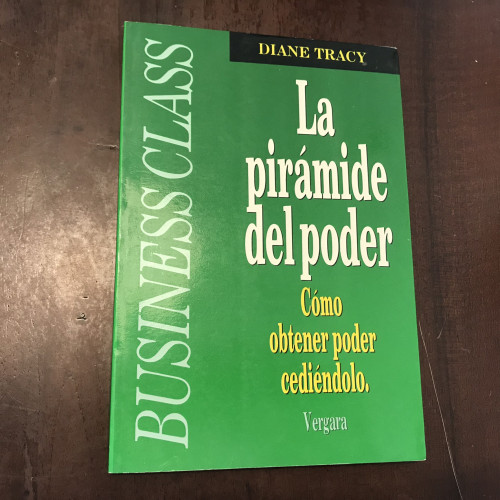 DIANE TRACY
BUSINESS CLASS
La
pirámide
del poder
Cómo
obtener poder
cediéndolo.
Vergara